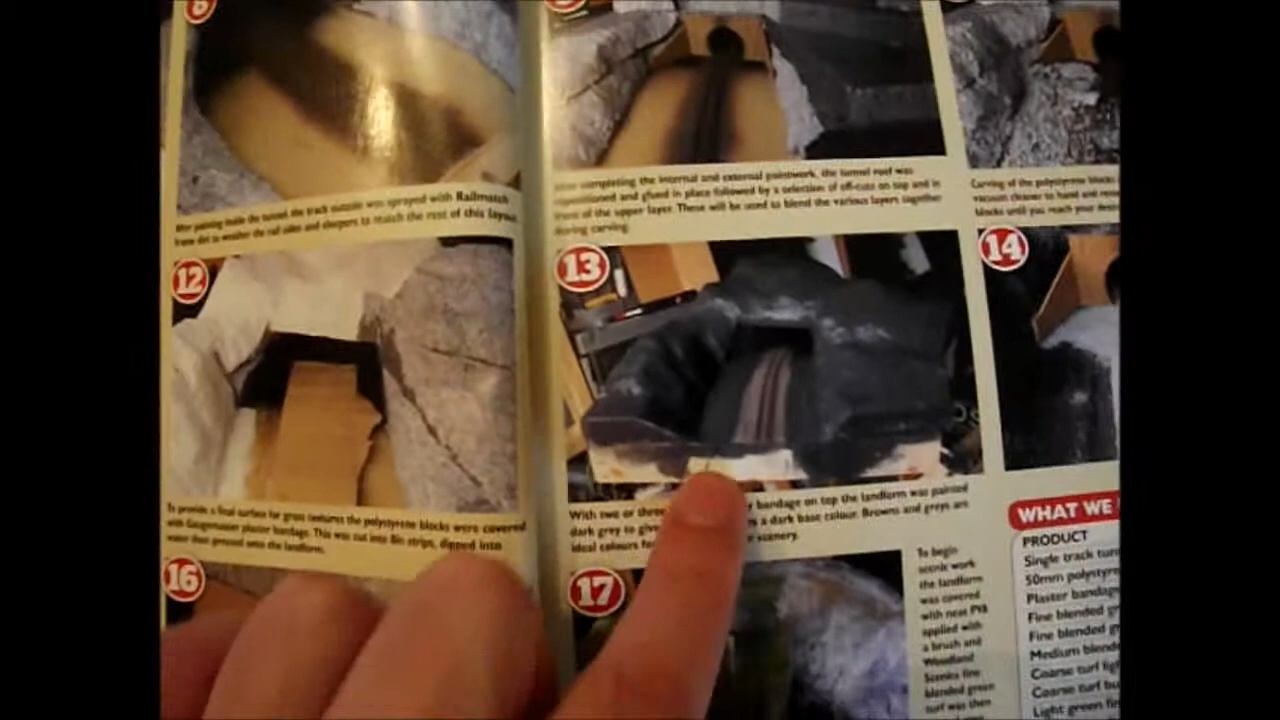 8
After painting inside the tunnel, the track outside was sprayed with Railmatch
frame dirt to weather the rail sides and sleepers to match the rest of this layout.
completing the internal and external paintwork, the tunnel roof was
positioned and glued in place followed by a selection of off-cuts on top and in
front of the upper layer. These will be used to blend the various layers together
during carving.
Carving of the polystyrene blocks
vacuum cleaner to hand and
blocks until you reach your
12
To provide a final surface for grass textures the polystyrene blocks were covered
with Gaugemaster plaster bandage. This was cut into 8in strips, dipped into
water then pressed onto the landform.
13
With two or three bandage on top the landform was painted
dark grey to give a dark base colour. Browns and greys are
ideal colours for scenery.
14
16
17
To begin
scenic work
the landform
was covered
with neat PVA
applied with
a brush and
Woodland
Scenics fine
blended green
turf was then
WHAT WE
PRODUCT
Single track tun
50mm polystyre
Plaster bandag
Fine blended gr
Fine blended gr
Medium blende
Coarse turf lig
Coarse turf bu
Light green fi